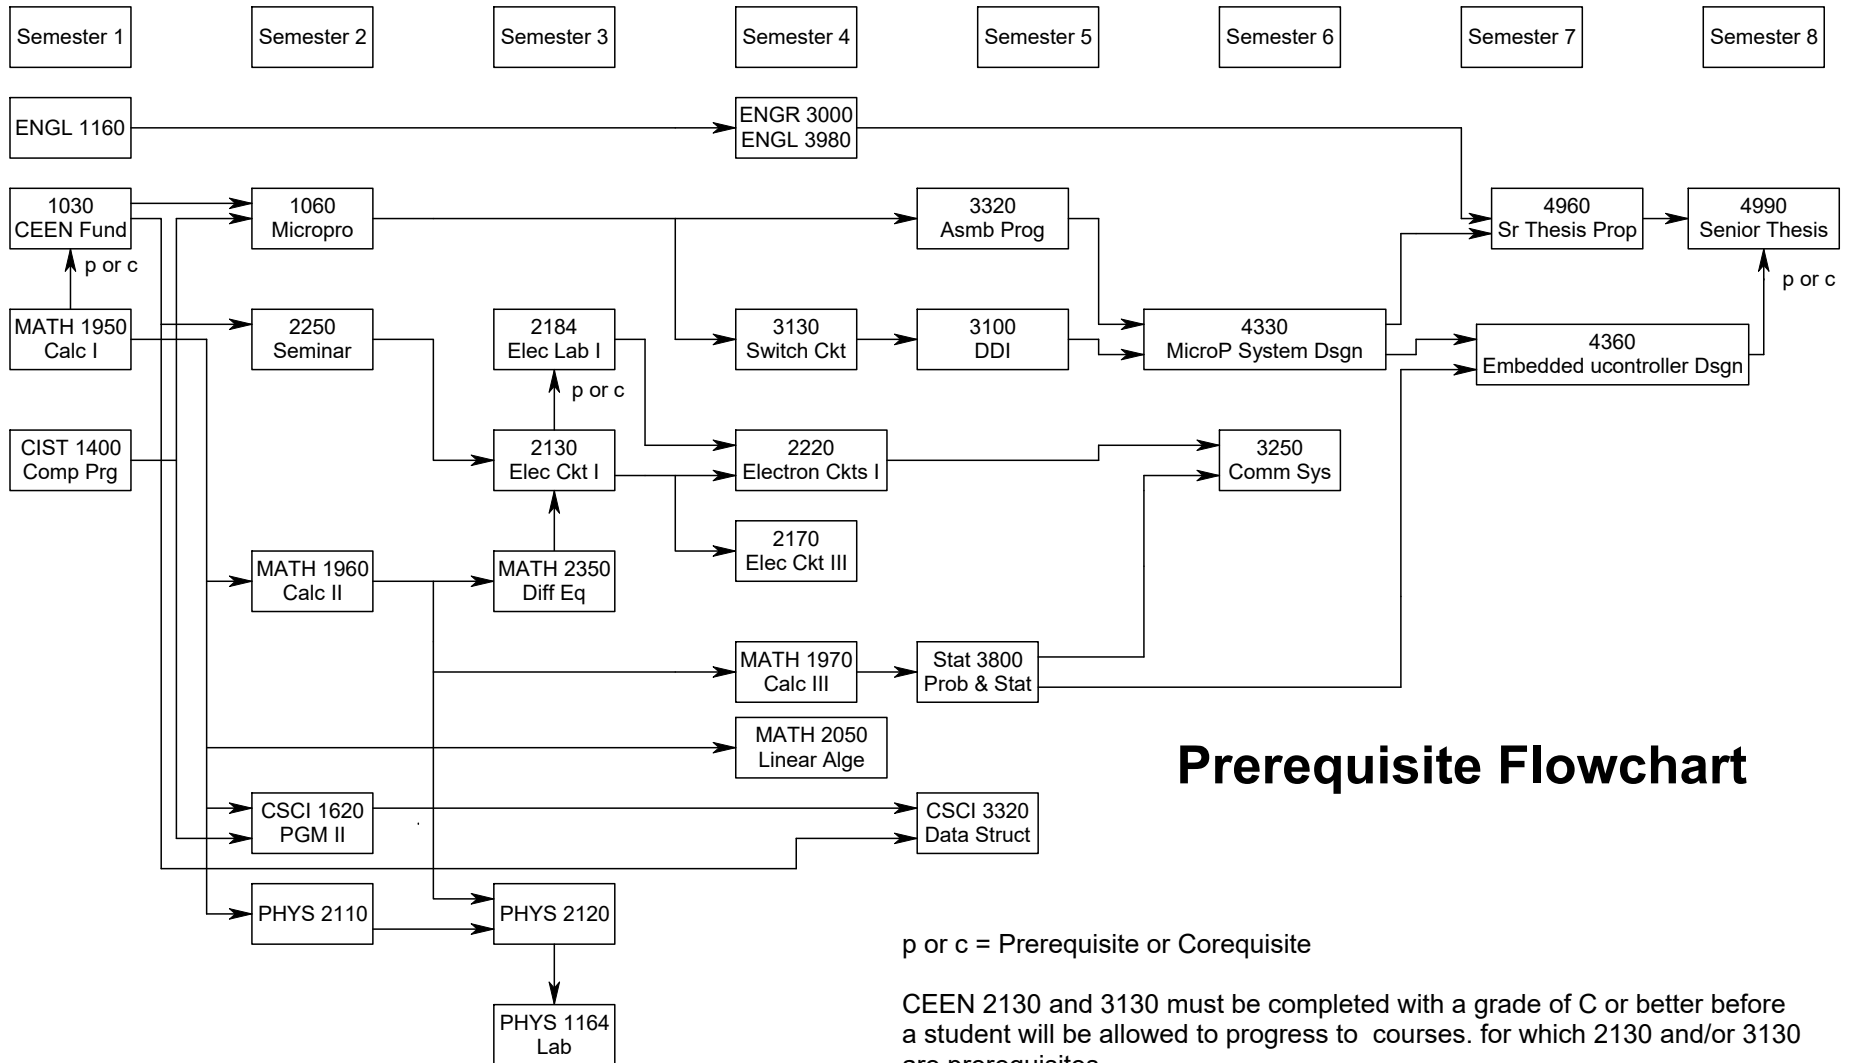 Semester 1
Semester 2
Semester 3
Semester 4
Semester 5
Semester 6
Semester 7
Semester 8
ENGL 1160
ENGR 3000
ENGL 3980
1030
CEEN Fund
1060
Micropro
3320
Asmb Prog
4960
Sr Thesis Prop
4990
Senior Thesis
p or c
p or c
MATH 1950
Calc I
2250
Seminar
2184
Elec Lab I
3130
Switch Ckt
3100
DDI
4330
MicroP System Dsgn
4360
Embedded ucontroller Dsgn
p or c
CIST 1400
Comp Prg
2130
Elec Ckt I
2220
Electron Ckts I
3250
Comm Sys
2170
Elec Ckt III
MATH 1960
Calc II
MATH 2350
Diff Eq
MATH 1970
Calc III
Stat 3800
Prob & Stat
MATH 2050
Linear Alge
Prerequisite Flowchart
CSCI 1620
PGM II
CSCI 3320
Data Struct
PHYS 2110
PHYS 2120
p or c = Prerequisite or Corequisite
PHYS 1164
Lab
CEEN 2130 and 3130 must be completed with a grade of C or better before
a student will be allowed to progress to  courses. for which 2130 and/or 3130
are prerequisites